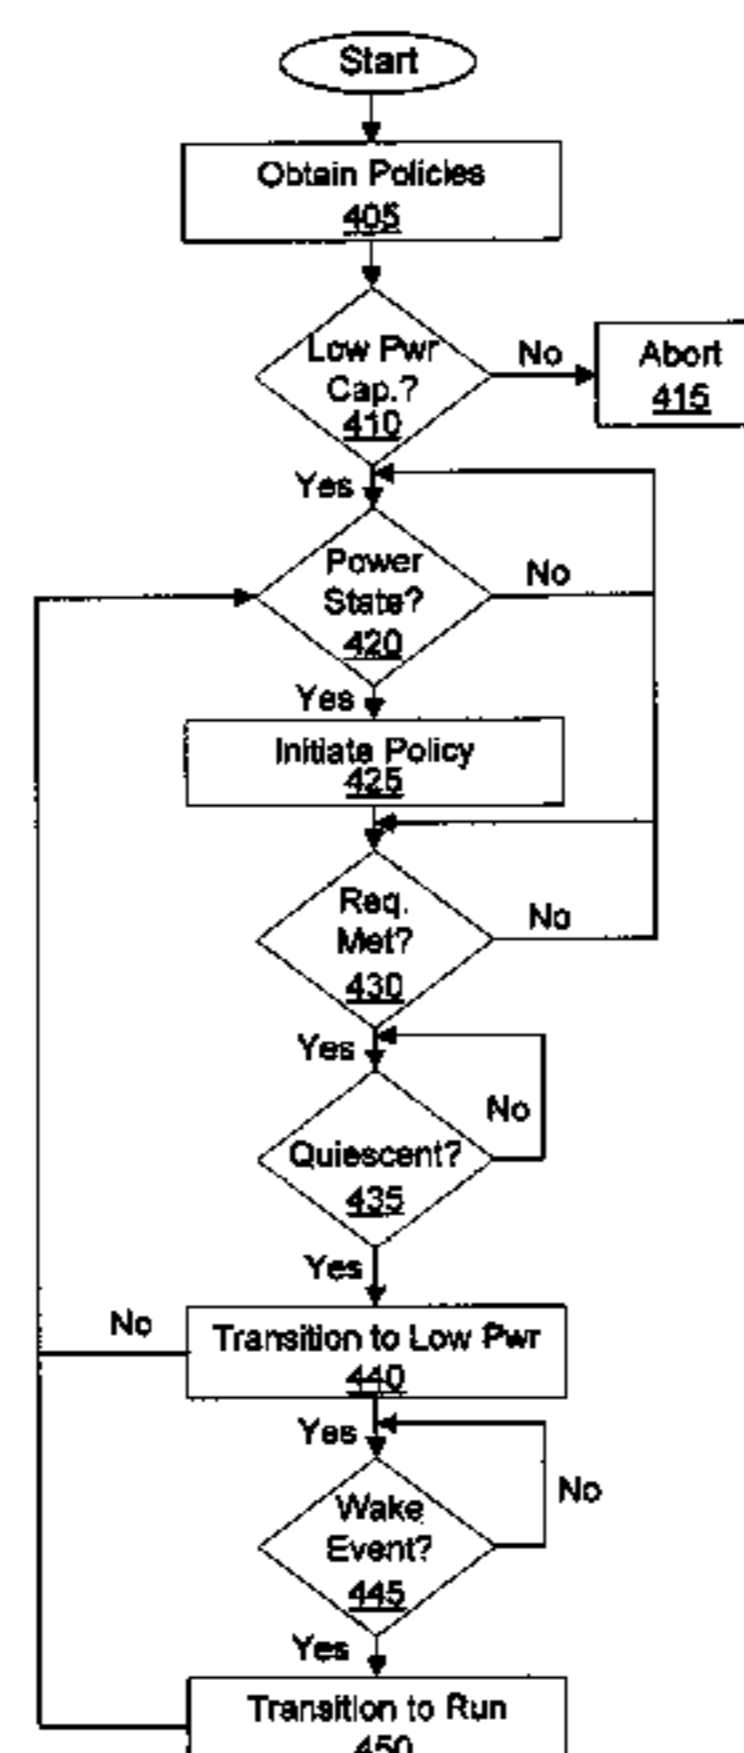 Start
Obtain Policies
405
Low Pwr
Cap.?
410
No
Abort
415
Yes
Power
State?
420
No
Yes
Initiate Policy
425
Req.
Met?
430
No
Yes
Quiescent?
435
No
Yes
Transition to Low Pwr
440
No
Yes
Wake
Event?
445
No
Yes
Transition to Run
450